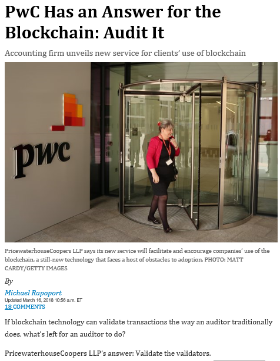 PwC Has an Answer for the
Blockchain: Audit It
Accounting firm unveils new service for clients' use of blockchain
pwc
PricewaterhouseCoopers LLP says its new service will facilitate and encourage companies' use of the
blockchain, a still-new technology that faces a host of obstacles to adoption. PHOTO: MATT
CARDY/GETTY IMAGES
By
Michael Rapoport
Updated March 16, 2018 10:56 a.m. ET
18 COMMENTS
If blockchain technology can validate transactions the way an auditor traditionally
does, what's left for an auditor to do?
PricewaterhouseCoopers LLP's answer: Validate the validators.